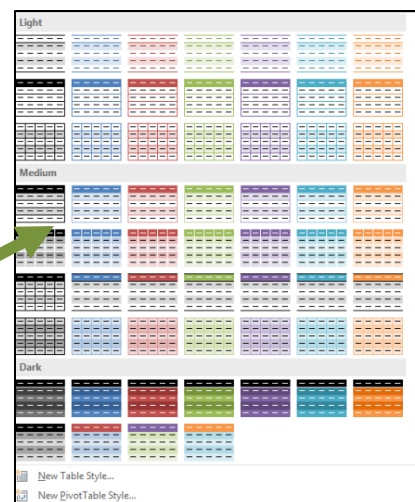 Light
Medium
Dark
New Table Style...
New PivotTable Style...